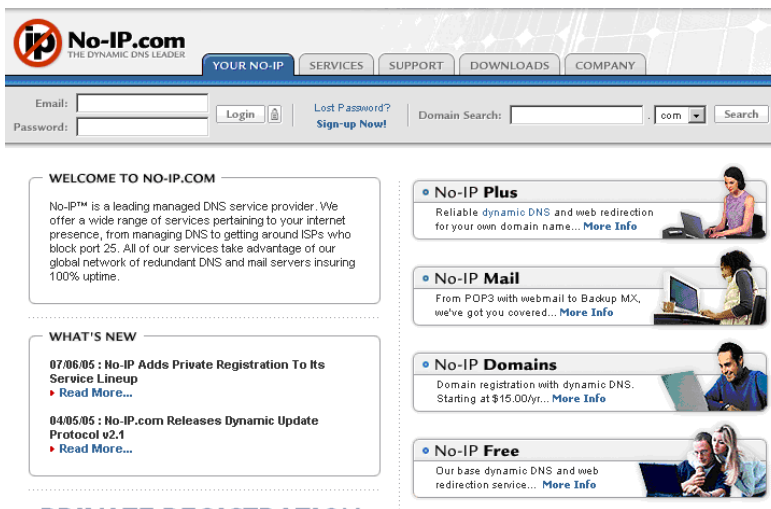 ip No-IP.com
THE DYNAMIC DNS LEADER
YOUR NO-IP SERVICES SUPPORT DOWNLOADS COMPANY
Email:
Password:
Login
Lost Password?
Sign-up Now!
Domain Search: . com Search
WELCOME TO NO-IP.COM
No-IP™ is a leading managed DNS service provider. We
offer a wide range of services pertaining to your internet
presence, from managing DNS to getting around ISPs who
block port 25. All of our services take advantage of our
global network of redundant DNS and mail servers insuring
100% uptime.
WHAT'S NEW
07/06/05 : No-IP Adds Private Registration To Its
Service Lineup
Read More...
04/05/05 : No-IP.com Releases Dynamic Update
Protocol v2.1
Read More...
PRIVATE REGISTRATION
No-IP Plus
Reliable dynamic DNS and web redirection
for your own domain name... More Info
No-IP Mail
From POP3 with webmail to Backup MX,
we've got you covered... More Info
No-IP Domains
Domain registration with dynamic DNS.
Starting at $15.00/yr... More Info
No-IP Free
Our base dynamic DNS and web
redirection service... More Info